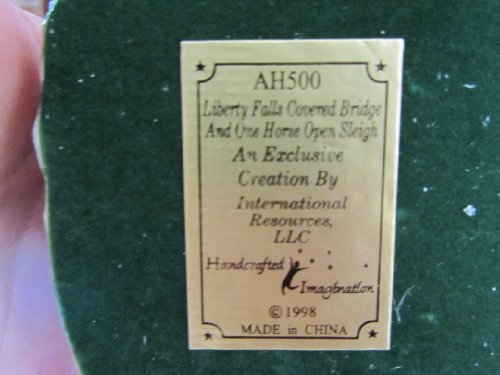 AH500
Liberty Falls Covered Bridge
And One Horse Open Sleigh
An Exclusive
Creation By
International
Resources,
LLC
Handcrafted
Imagination
© 1998
MADE in CHINA